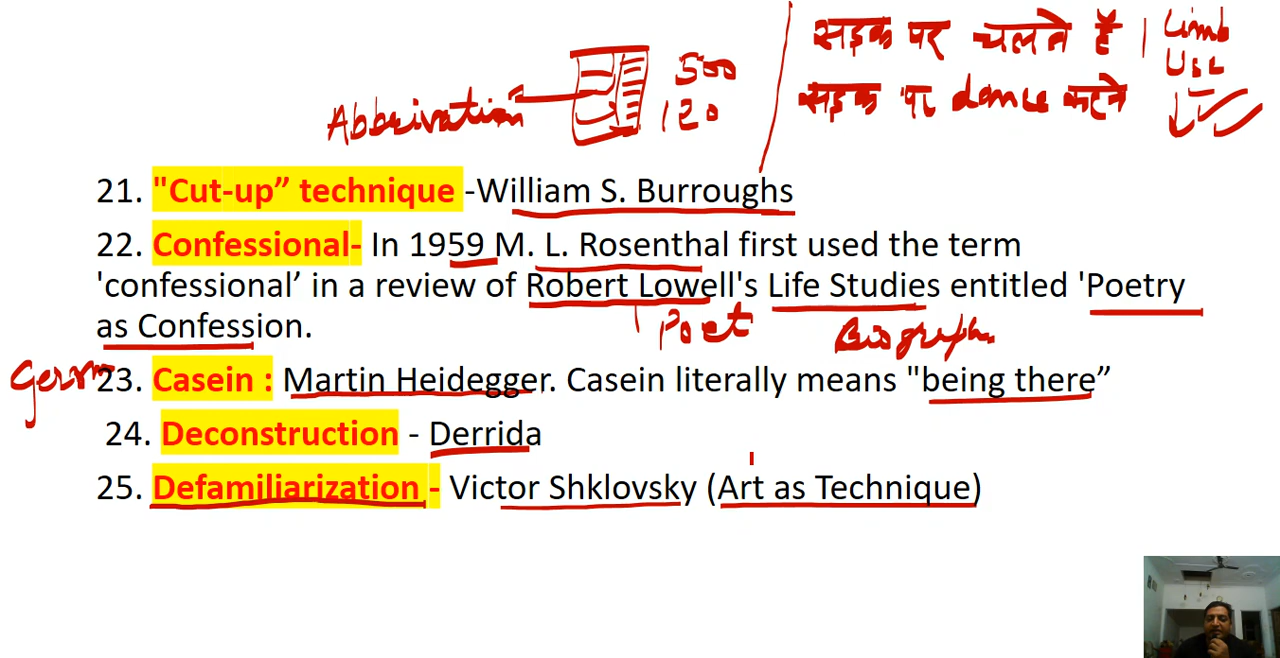 सड़क पर चलते हैं | Limb
Use
सड़क पर dance करते
500
120
Abbrivation
21. "Cut-up” technique -William S. Burroughs
22. Confessional- In 1959 M. L. Rosenthal first used the term
'confessional’ in a review of Robert Lowell's Life Studies entitled 'Poetry
as Confession.
Poet
23. Casein : Martin Heidegger. Casein literally means "being there”
24. Deconstruction - Derrida
25. Defamiliarization - Victor Shklovsky (Art as Technique)